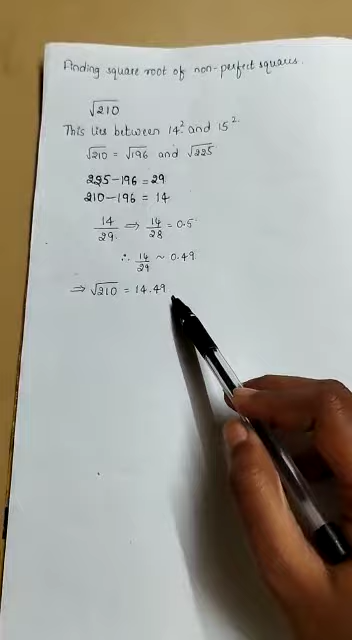 Finding square root of non-perfect squares.
√210
This lies between 14² and 15².
√210 = √196 and √225
225-196 = 29
210-196 = 14
14/29 ⇒ 14/28 = 0.5
∴ 14/29 ~ 0.49
⇒ √210 = 14.49